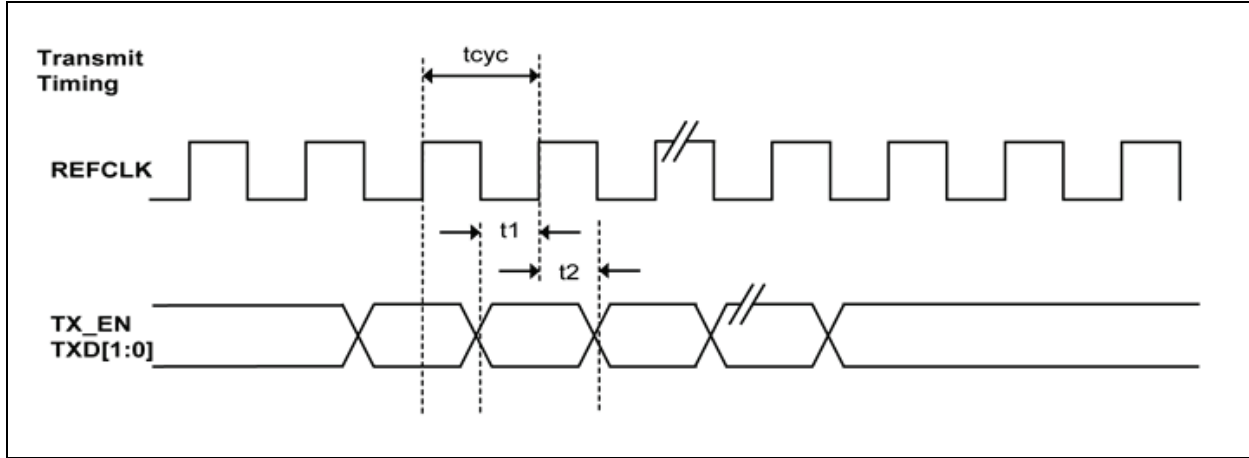 Transmit
Timing
tcyc
REFCLK
t1
t2
TX_EN
TXD[1:0]